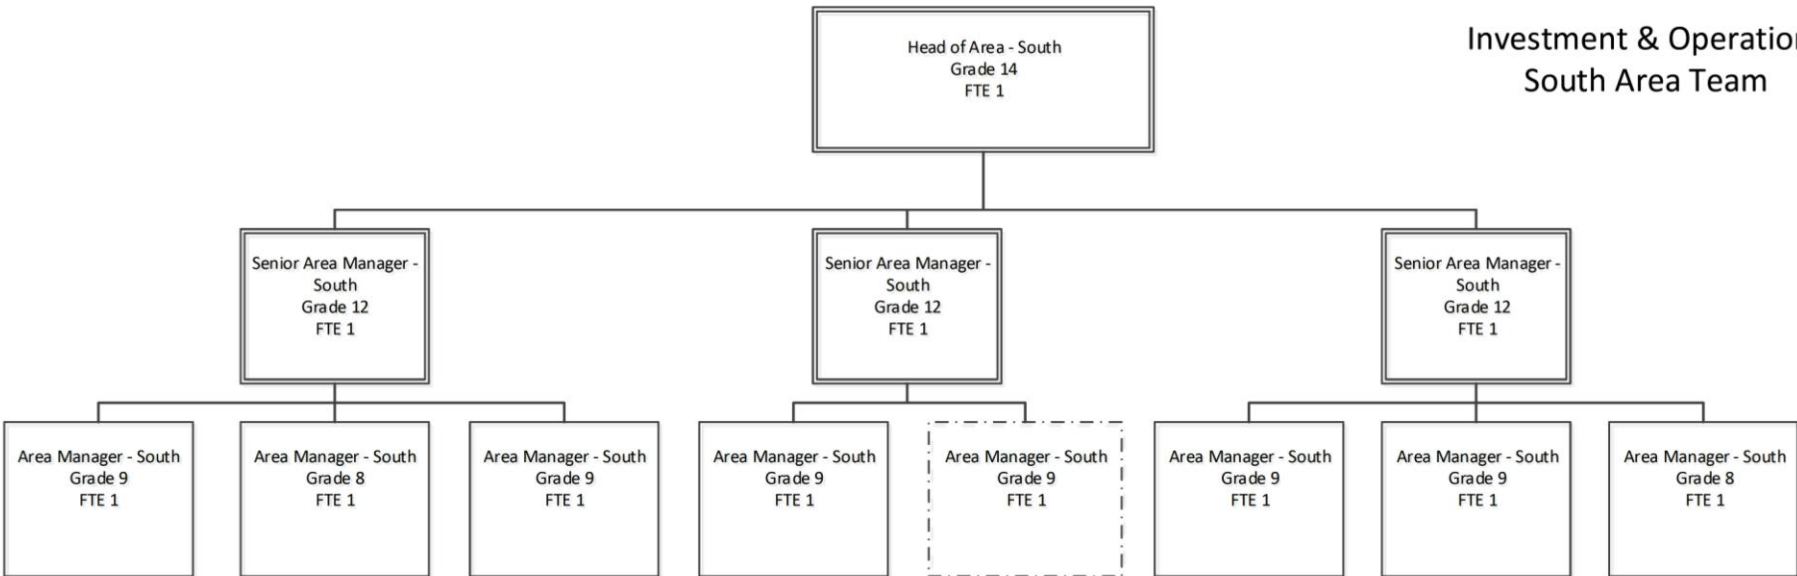 Investment & Operation
South Area Team
Head of Area - South
Grade 14
FTE 1
Senior Area Manager -
South
Grade 12
FTE 1
Senior Area Manager -
South
Grade 12
FTE 1
Senior Area Manager -
South
Grade 12
FTE 1
Area Manager - South
Grade 9
FTE 1
Area Manager - South
Grade 8
FTE 1
Area Manager - South
Grade 9
FTE 1
Area Manager - South
Grade 9
FTE 1
Area Manager - South
Grade 9
FTE 1
Area Manager - South
Grade 9
FTE 1
Area Manager - South
Grade 9
FTE 1
Area Manager - South
Grade 8
FTE 1